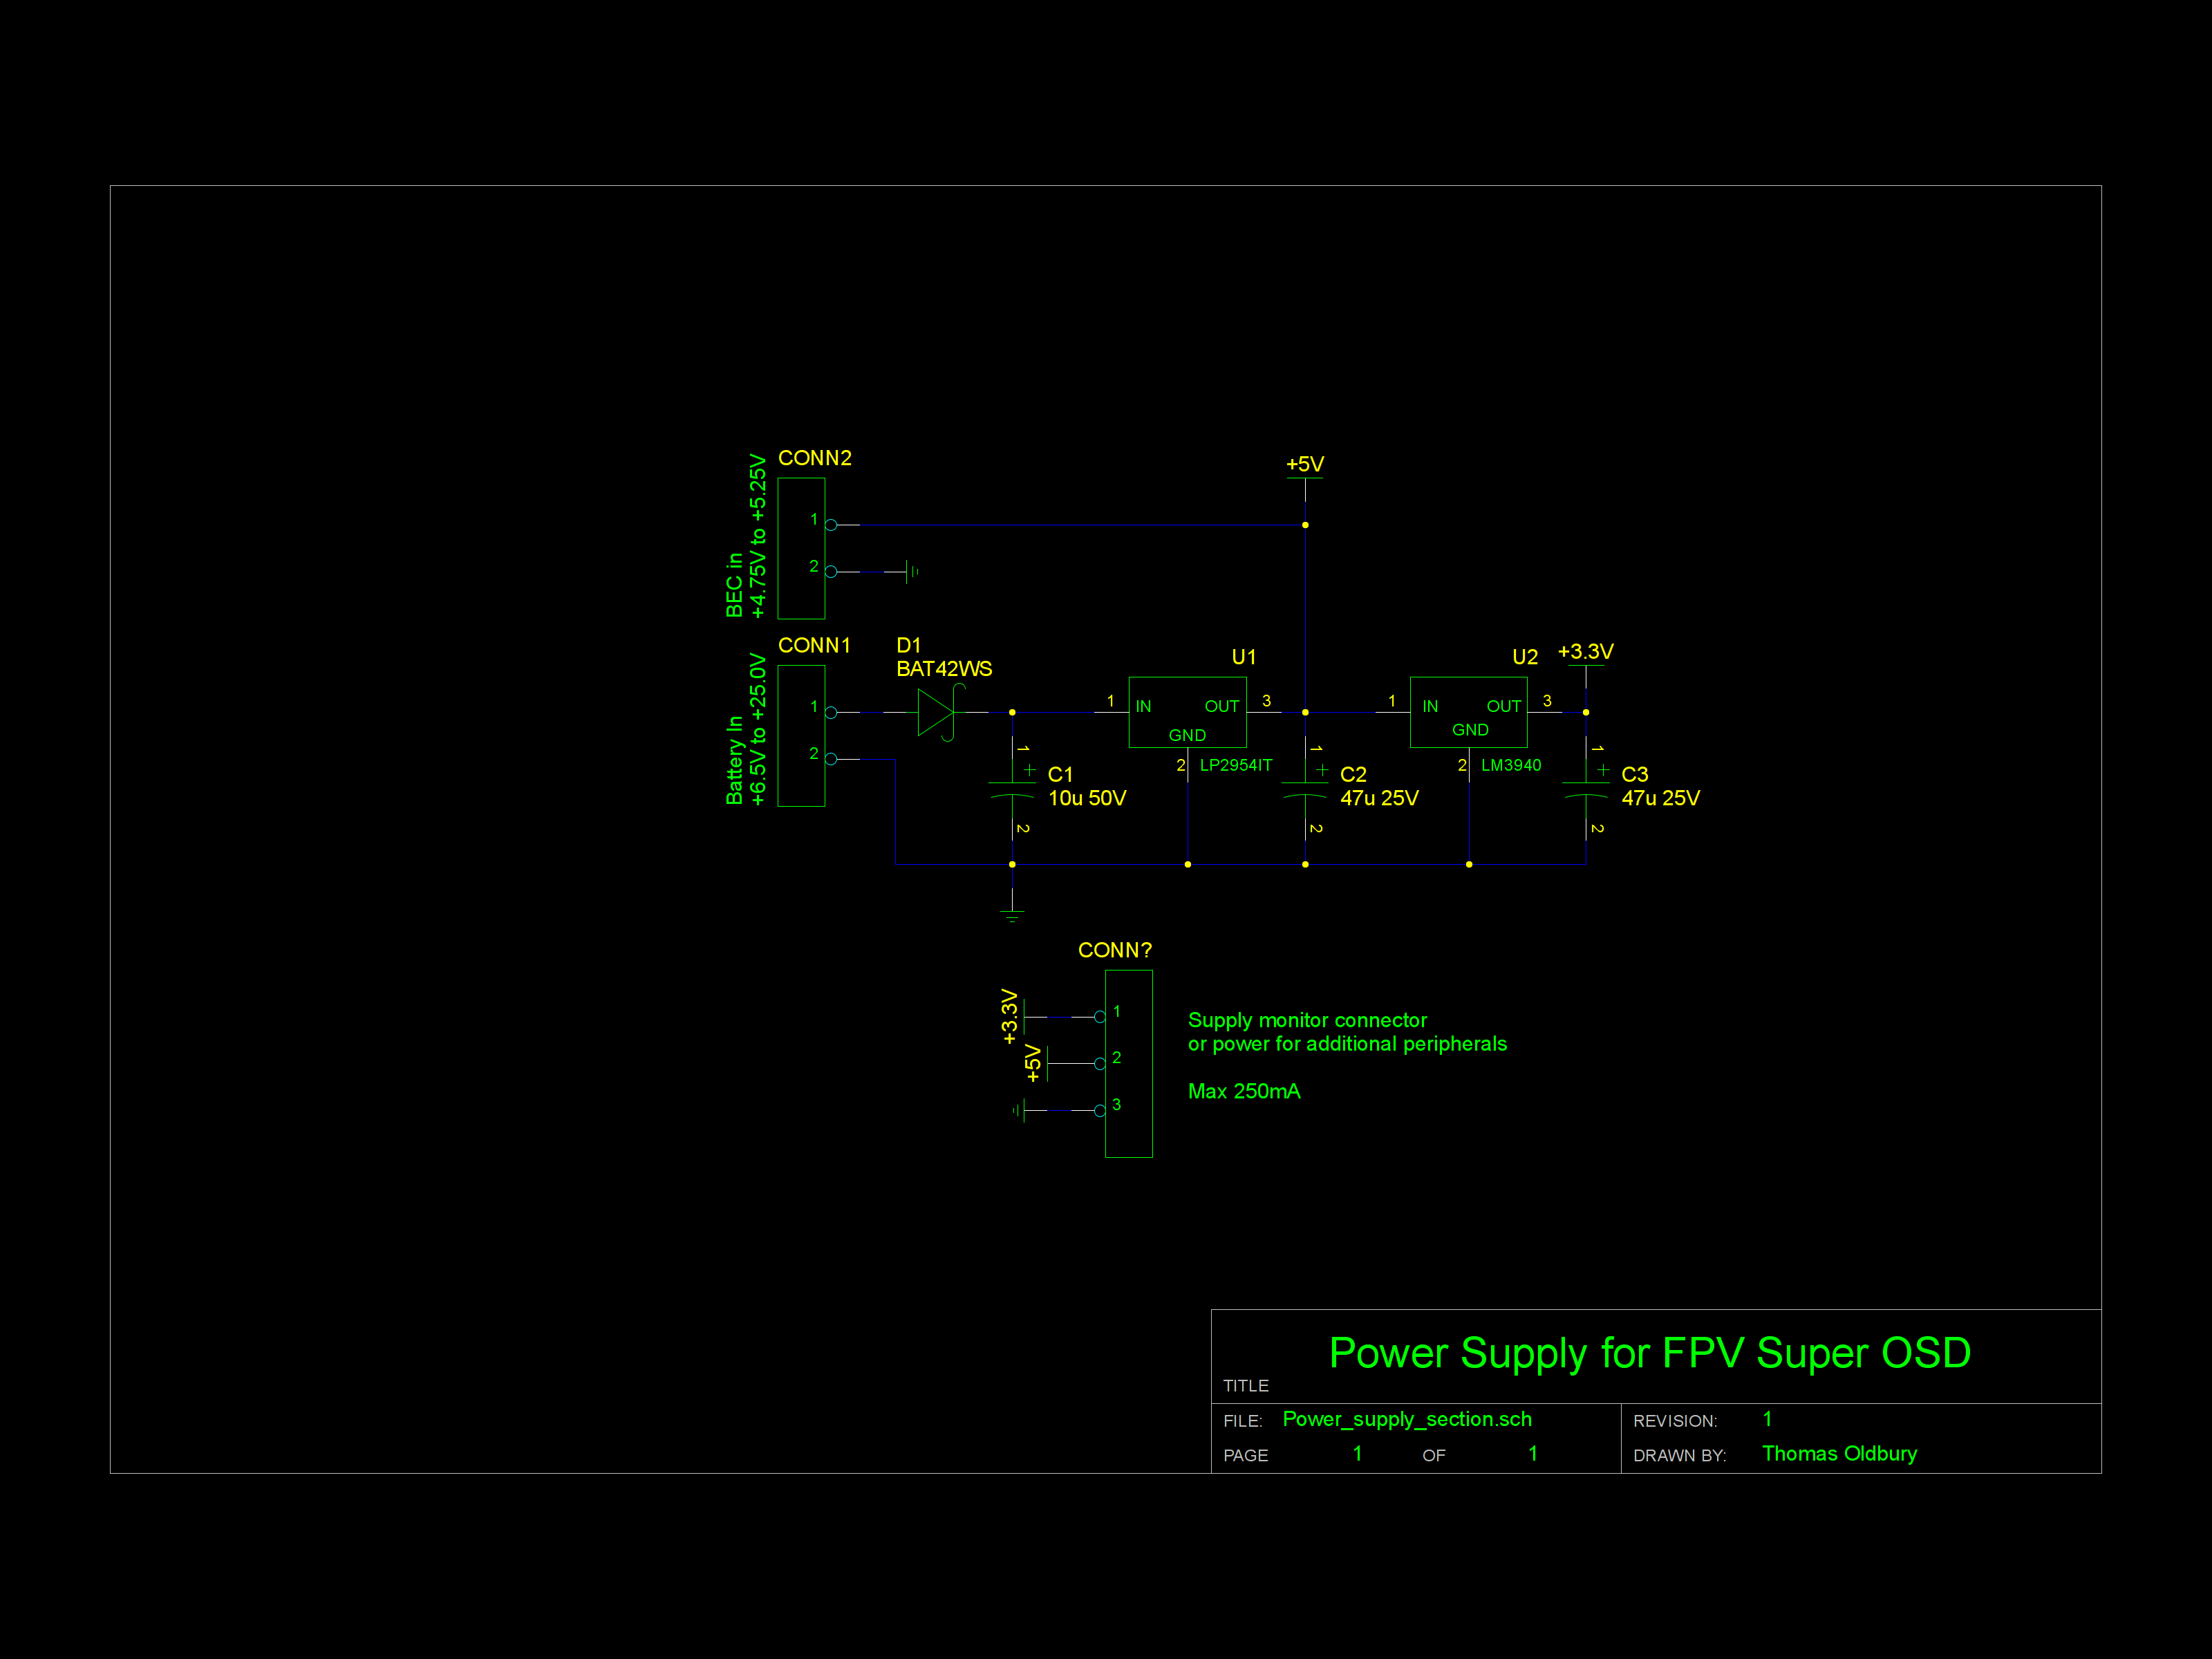 CONN2
BEC in
+4.75V to +5.25V
1
2
+5V
CONN1
Battery In
+6.5V to +25.0V
1
2
D1
BAT42WS
1
+
C1
10u 50V
2
U1
1
IN
OUT
3
GND
2
LP2954IT
1
+
C2
47u 25V
2
U2
1
IN
OUT
3
GND
2
LM3940
+3.3V
1
+
C3
47u 25V
2
CONN?
+3.3V
1
+5V
2
3
Supply monitor connector
or power for additional peripherals
Max 250mA
Power Supply for FPV Super OSD
TITLE
FILE: Power_supply_section.sch
REVISION: 1
PAGE 1 OF 1
DRAWN BY: Thomas Oldbury